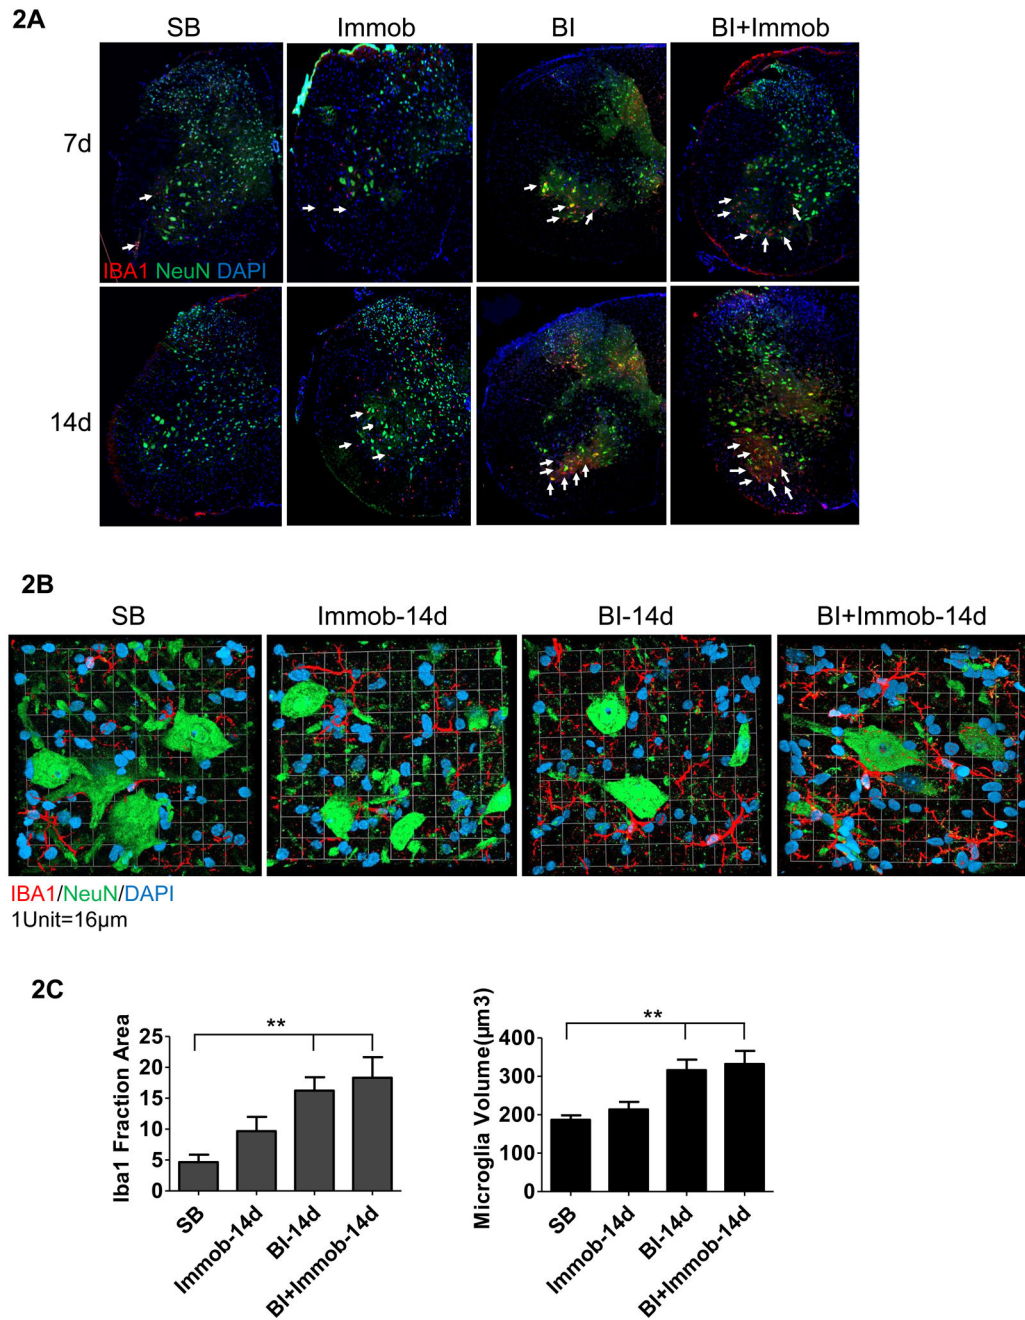 2A
SB Immob BI BI+Immob
7d
IBA1 NeuN DAPI
14d
2B
SB Immob-14d BI-14d BI+Immob-14d
IBA1/NeuN/DAPI
1Unit=16µm
2C
Iba1 Fraction Area
25
20
15
10
5
0
**
SB Immob-14d BI-14d BI+Immob-14d
Microglia Volume(µm3)
400
300
200
100
0
**
SB Immob-14d BI-14d BI+Immob-14d